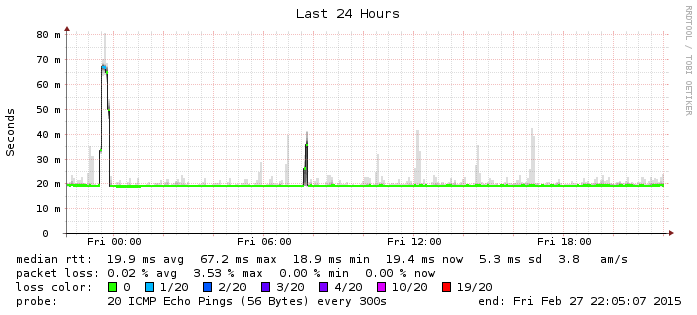 Last 24 Hours
RRDTOOL / TOBI OETIKER
Seconds
80 m
70 m
60 m
50 m
40 m
30 m
20 m
10 m
0
Fri 00:00 Fri 06:00 Fri 12:00 Fri 18:00
median rtt: 19.9 ms avg 67.2 ms max 18.9 ms min 19.4 ms now 5.3 ms sd 3.8 am/s
packet loss: 0.02 % avg 3.53 % max 0.00 % min 0.00 % now
loss color: 0 1/20 2/20 3/20 4/20 10/20 19/20
probe: 20 ICMP Echo Pings (56 Bytes) every 300s end: Fri Feb 27 22:05:07 2015